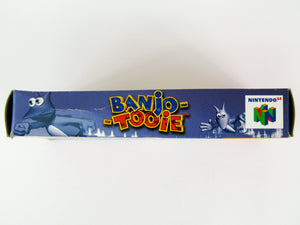 BANJO-
-TOOIE
NINTENDO 64
N